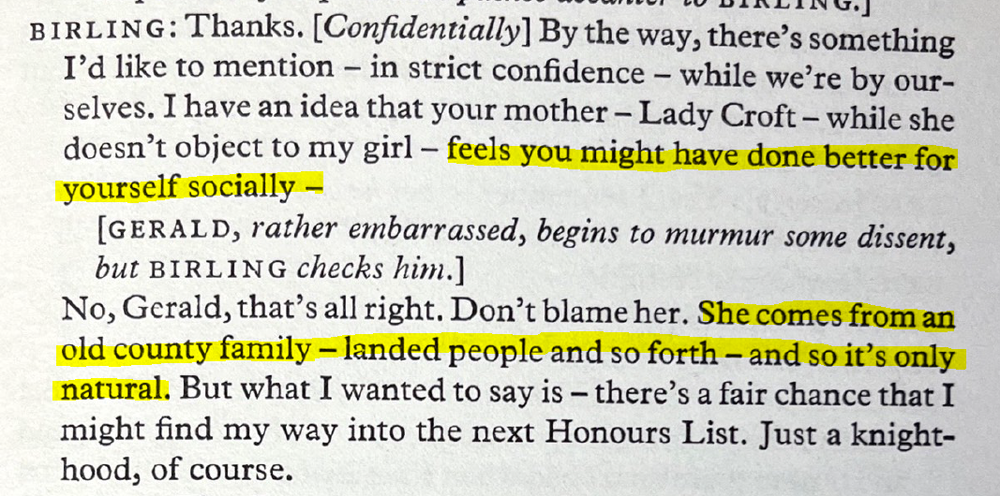 BIRLING.]
BIRLING: Thanks. [Confidentially] By the way, there's something
I'd like to mention – in strict confidence – while we're by our-
selves. I have an idea that your mother – Lady Croft – while she
doesn't object to my girl – feels you might have done better for
yourself socially –
[GERALD, rather embarrassed, begins to murmur some dissent,
but BIRLING checks him.]
No, Gerald, that's all right. Don't blame her. She comes from an
old county family – landed people and so forth – and so it's only
natural. But what I wanted to say is – there's a fair chance that I
might find my way into the next Honours List. Just a knight-
hood, of course.